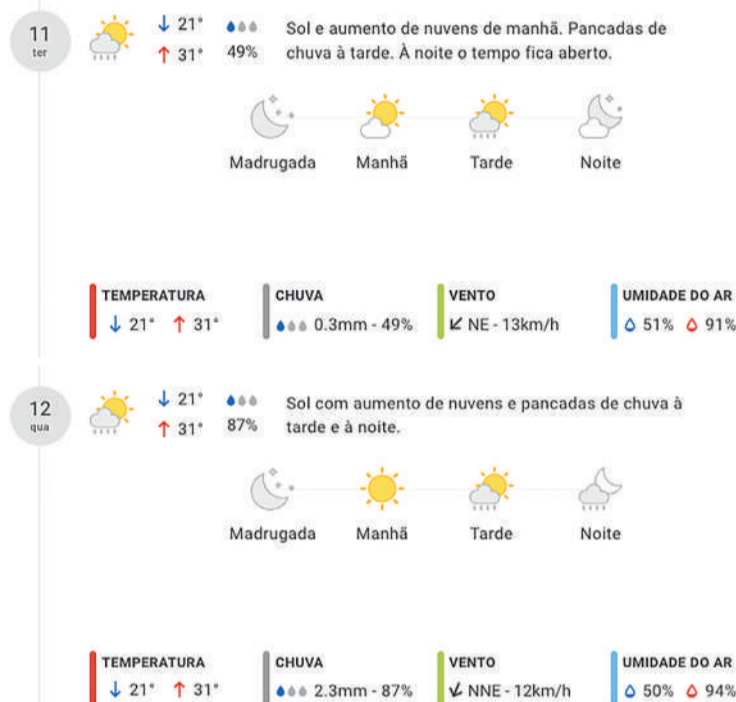 11
ter
21°
31°
49%
Sol e aumento de nuvens de manhã. Pancadas de
chuva à tarde. À noite o tempo fica aberto.
Madrugada Manhã Tarde Noite
TEMPERATURA CHUVA VENTO UMIDADE DO AR
21° 31° 0.3mm - 49% NE - 13km/h 51% 91%
12
qua
21°
31°
87%
Sol com aumento de nuvens e pancadas de chuva à
tarde e à noite.
Madrugada Manhã Tarde Noite
TEMPERATURA CHUVA VENTO UMIDADE DO AR
21° 31° 2.3mm - 87% NNE - 12km/h 50% 94%